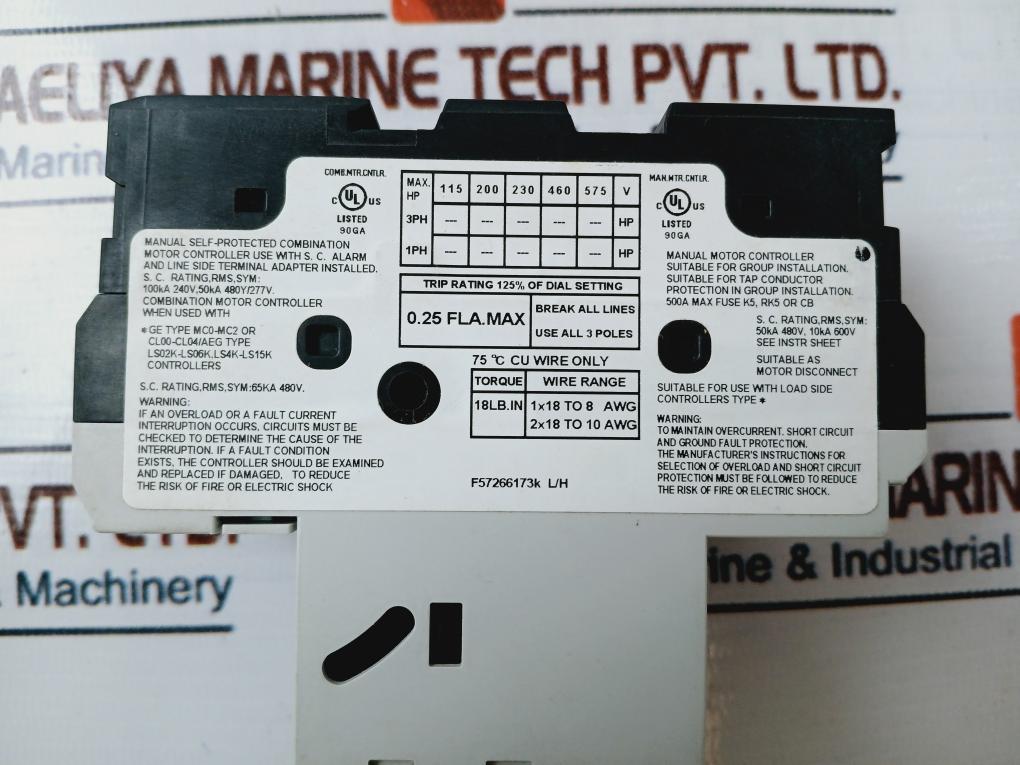 AELIYA MARINE TECH PVT. LTD.
Marin
COMB.MTR.CNTLR.
C UL US
LISTED
90GA
MANUAL SELF-PROTECTED COMBINATION
MOTOR CONTROLLER USE WITH S. C. ALARM
AND LINE SIDE TERMINAL ADAPTER INSTALLED.
S. C. RATING,RMS,SYM:
100kA 240V,50kA 480Y/277V.
COMBINATION MOTOR CONTROLLER
WHEN USED WITH
*GE TYPE MC0-MC2 OR
CL00-CL04/AEG TYPE
LS02K-LS06K,LS4K-LS15K
CONTROLLERS
S.C. RATING,RMS,SYM:65KA 480V.
WARNING:
IF AN OVERLOAD OR A FAULT CURRENT
INTERRUPTION OCCURS, CIRCUITS MUST BE
CHECKED TO DETERMINE THE CAUSE OF THE
INTERRUPTION. IF A FAULT CONDITION
EXISTS, THE CONTROLLER SHOULD BE EXAMINED
AND REPLACED IF DAMAGED, TO REDUCE
THE RISK OF FIRE OR ELECTRIC SHOCK
MAX. HP 115 200 230 460 575 V
3PH --- --- --- --- --- HP
1PH --- --- --- --- --- HP
TRIP RATING 125% OF DIAL SETTING
0.25 FLA.MAX
BREAK ALL LINES
USE ALL 3 POLES
75 °C CU WIRE ONLY
TORQUE WIRE RANGE
18LB.IN 1x18 TO 8 AWG
2x18 TO 10 AWG
F57266173k L/H
MAN.MTR.CNTLR.
C UL US
LISTED
90GA
MANUAL MOTOR CONTROLLER
SUITABLE FOR GROUP INSTALLATION.
SUITABLE FOR TAP CONDUCTOR
PROTECTION IN GROUP INSTALLATION.
500A MAX FUSE K5, RK5 OR CB
S. C. RATING,RMS,SYM:
50kA 480V, 10kA 600V
SEE INSTR SHEET
SUITABLE AS
MOTOR DISCONNECT
SUITABLE FOR USE WITH LOAD SIDE
CONTROLLERS TYPE *
WARNING:
TO MAINTAIN OVERCURRENT. SHORT CIRCUIT
AND GROUND FAULT PROTECTION.
THE MANUFACTURER'S INSTRUCTIONS FOR
SELECTION OF OVERLOAD AND SHORT CIRCUIT
PROTECTION MUST BE FOLLOWED TO REDUCE
THE RISK OF FIRE OR ELECTRIC SHOCK.
VT. LTD.
& Machinery
MARIN
ine & Industrial